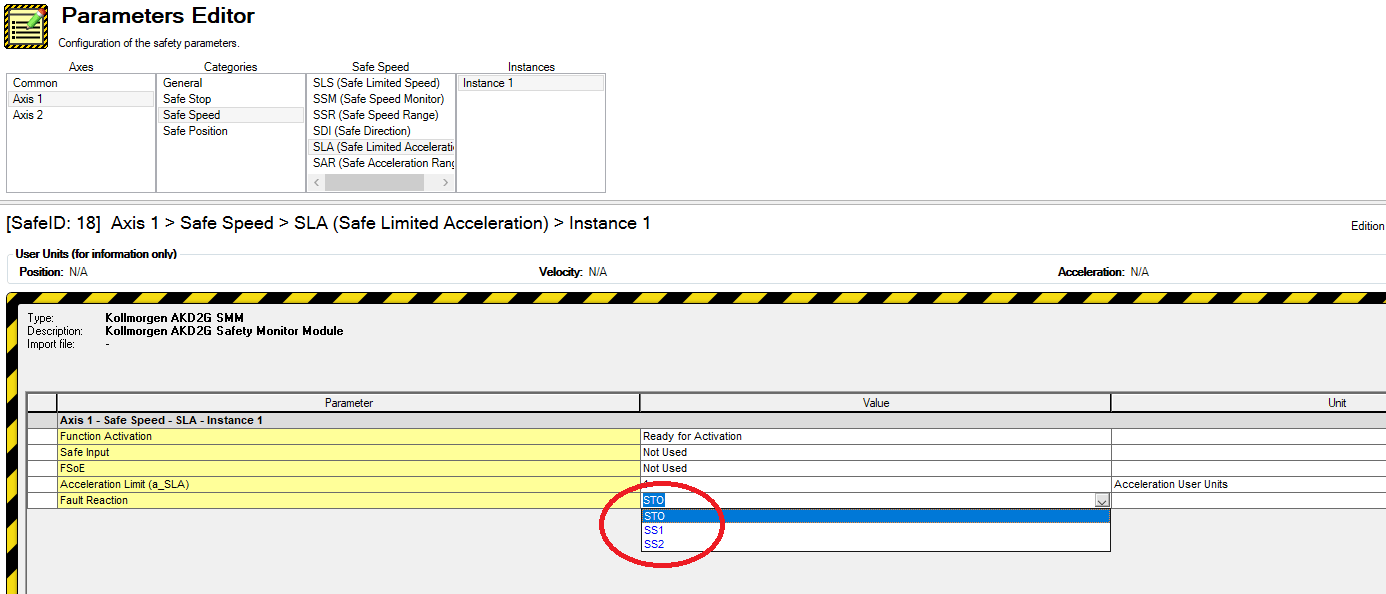 Parameters Editor
Configuration of the safety parameters.
Axes Categories Safe Speed Instances
Common General SLS (Safe Limited Speed) Instance 1
Axis 1 Safe Stop SSM (Safe Speed Monitor)
Axis 2 Safe Speed SSR (Safe Speed Range)
Safe Position SDI (Safe Direction)
SLA (Safe Limited Accelerati
SAR (Safe Acceleration Rang
[SafeID: 18] Axis 1 > Safe Speed > SLA (Safe Limited Acceleration) > Instance 1
Edition
User Units (for information only)
Position: N/A Velocity: N/A Acceleration: N/A
Type: Kollmorgen AKD2G SMM
Description: Kollmorgen AKD2G Safety Monitor Module
Import file: -
Parameter Value Unit
Axis 1 - Safe Speed - SLA - Instance 1
Function Activation Ready for Activation
Safe Input Not Used
FSoE Not Used
Acceleration Limit (a_SLA) Acceleration User Units
Fault Reaction STO
STO
SS1
SS2